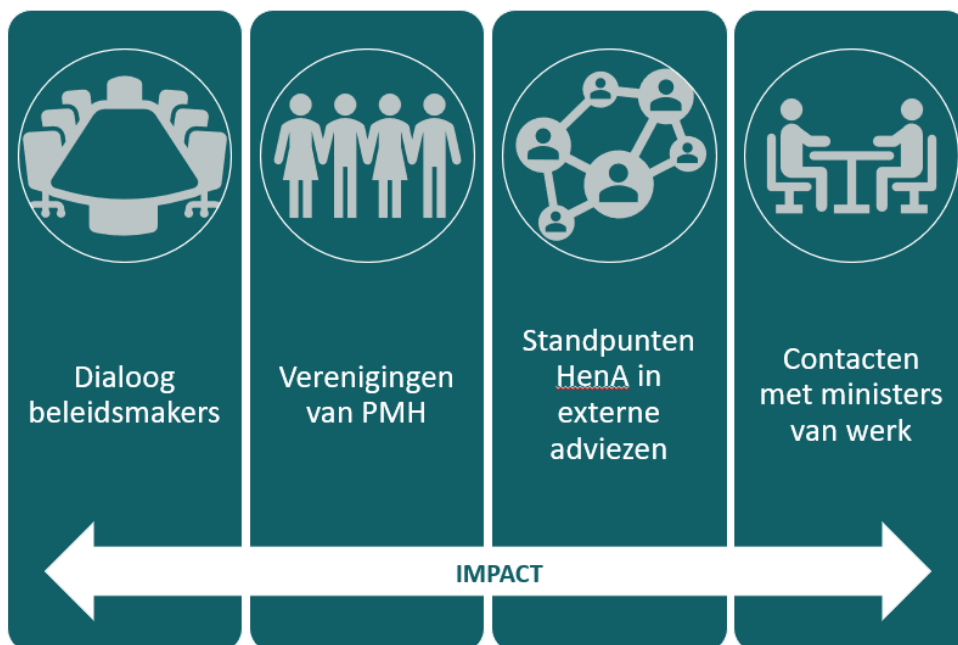 Dialoog
beleidsmakers
Verenigingen
van PMH
Standpunten
HenA in
externe
adviezen
Contacten
met ministers
van werk
IMPACT